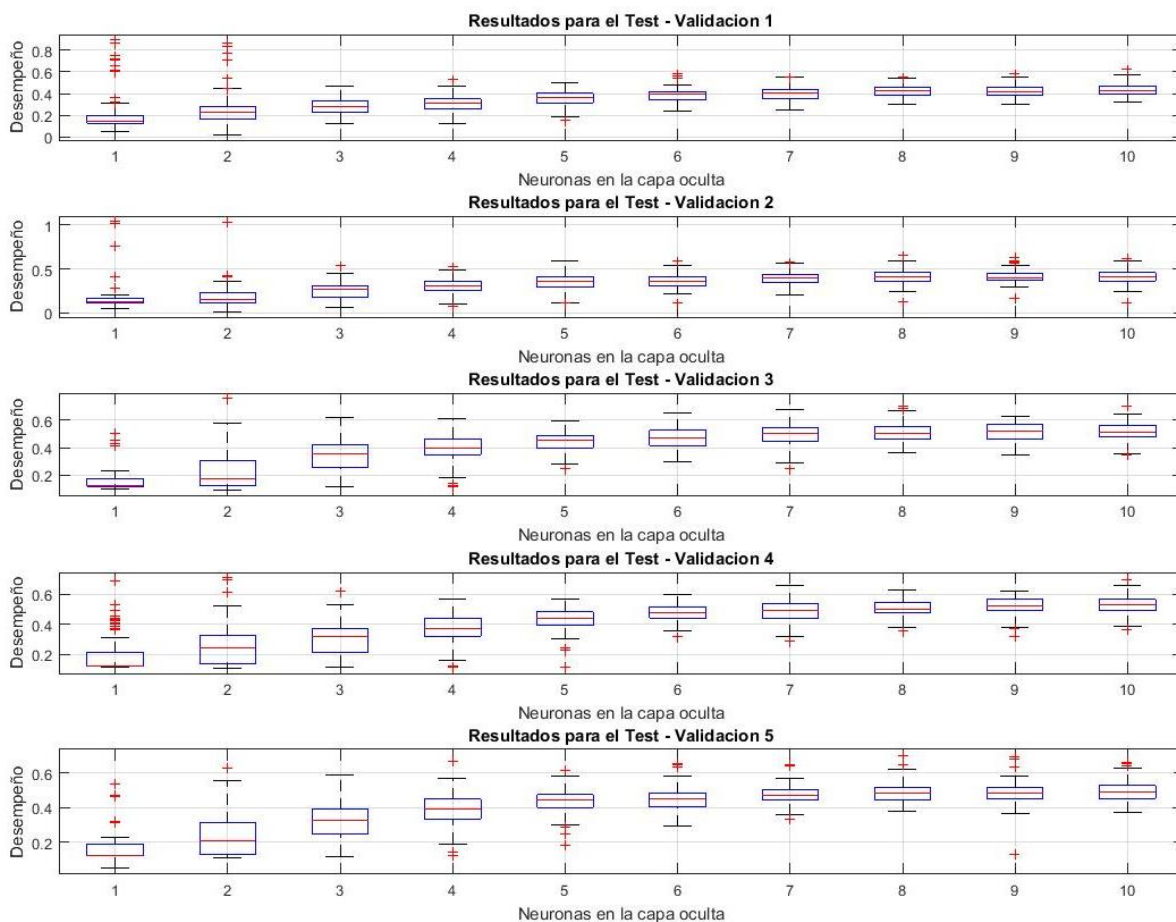 Resultados para el Test - Validacion 1
Desempeño
0.8
0.6
0.4
0.2
0
1 2 3 4 5 6 7 8 9 10
Neuronas en la capa oculta
Resultados para el Test - Validacion 2
Desempeño
1
0.5
0
1 2 3 4 5 6 7 8 9 10
Neuronas en la capa oculta
Resultados para el Test - Validacion 3
Desempeño
0.6
0.4
0.2
1 2 3 4 5 6 7 8 9 10
Neuronas en la capa oculta
Resultados para el Test - Validacion 4
Desempeño
0.6
0.4
0.2
1 2 3 4 5 6 7 8 9 10
Neuronas en la capa oculta
Resultados para el Test - Validacion 5
Desempeño
0.6
0.4
0.2
1 2 3 4 5 6 7 8 9 10
Neuronas en la capa oculta